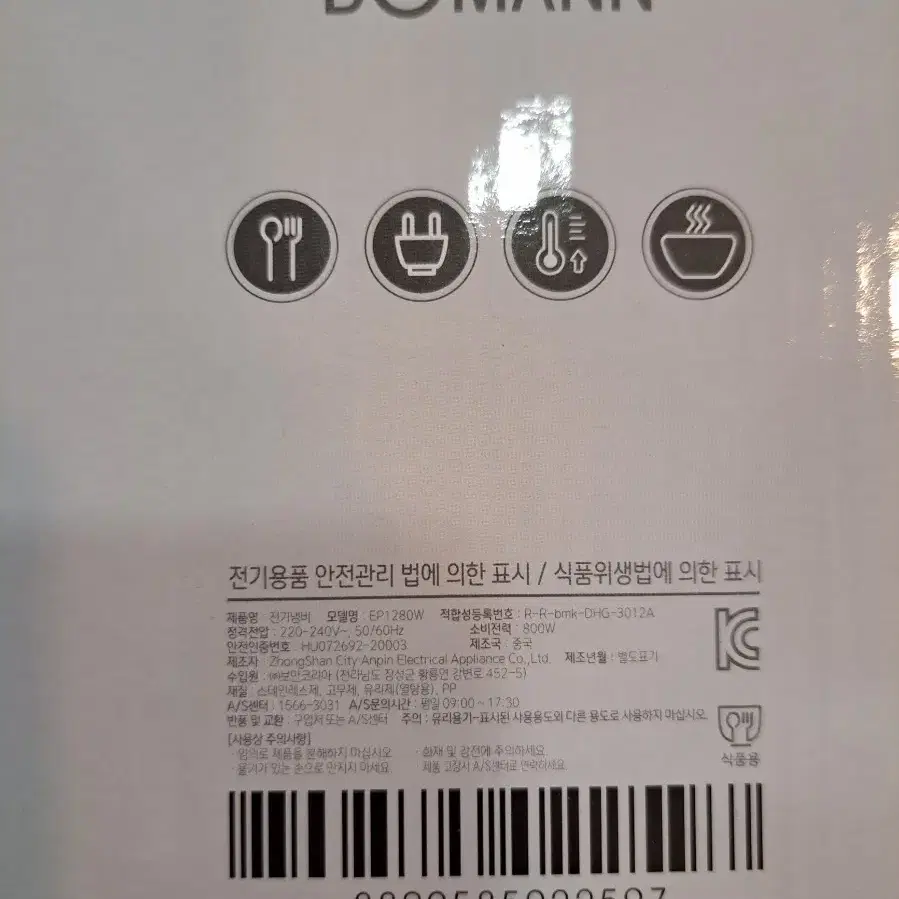 BOMANN
전기용품 안전관리 법에 의한 표시 / 식품위생법에 의한 표시
제품명 : 전기냄비 모델명 : EP1280W 적합성등록번호 : R-R-bmk-DHG-3012A
정격전압 : 220-240V~, 50/60Hz 소비전력 : 800W
안전인증번호 : HU072692-20003 제조국 : 중국
제조자 : ZhongShan City Anpin Electrical Appliance Co., Ltd. 제조년월 : 별도표기
수입원 : ㈜보만코리아 (전라남도 장성군 황룡면 강변로 452-5)
재질 : 스테인레스제, 고무제, 유리제(열탕용), PP
A/S센터 : 1566-3031 A/S문의시간 : 평일 09:00 ~ 17:30
반품 및 교환 : 구입처 또는 A/S센터 주의 : 유리용기-표시된 사용용도와 다른 용도로 사용하지 마십시오.
[사용상 주의사항]
· 임의로 제품을 분해하지 마십시오. · 화재 및 감전에 주의하세요.
· 물기가 있는 손으로 만지지 마세요. · 제품 고장시 A/S센터로 연락하세요.
식품용